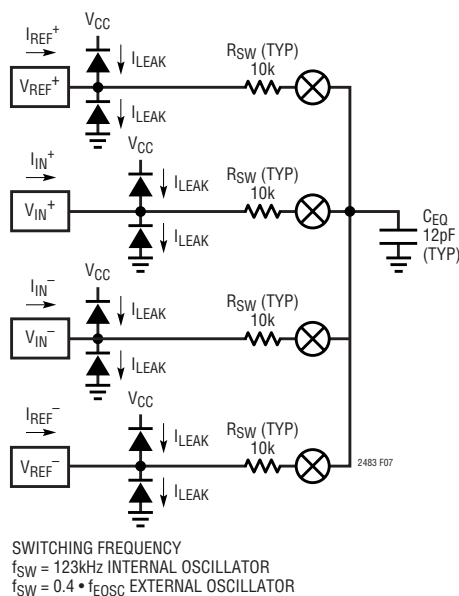 IREF+
VCC
ILEAK
VREF+
ILEAK
RSW (TYP)
10k
IIN+
VCC
ILEAK
VIN+
ILEAK
RSW (TYP)
10k
CEQ
12pF
(TYP)
IIN−
VCC
ILEAK
VIN−
ILEAK
RSW (TYP)
10k
IREF−
VCC
ILEAK
VREF−
ILEAK
RSW (TYP)
10k
2483 F07
SWITCHING FREQUENCY
fSW = 123kHz INTERNAL OSCILLATOR
fSW = 0.4 • fEOSC EXTERNAL OSCILLATOR